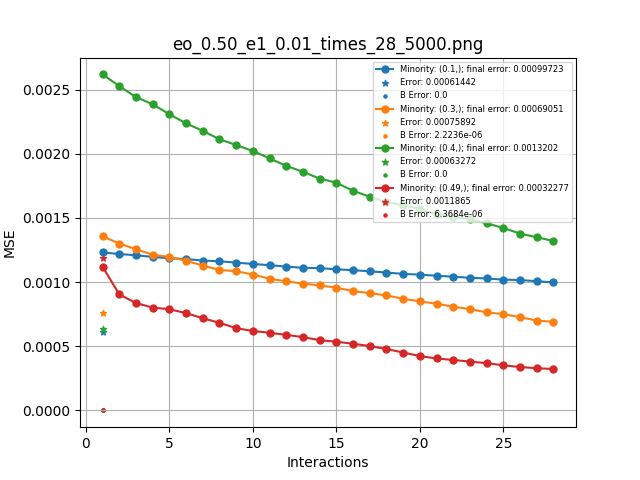 eo_0.50_e1_0.01_times_28_5000.png
Minority: (0.1,); final error: 0.00099723
Error: 0.00061442
B Error: 0.0
Minority: (0.3,); final error: 0.00069051
Error: 0.00075892
B Error: 2.2236e-06
Minority: (0.4,); final error: 0.0013202
Error: 0.00063272
B Error: 0.0
Minority: (0.49,); final error: 0.00032277
Error: 0.0011865
B Error: 6.3684e-06
MSE
0.0025
0.0020
0.0015
0.0010
0.0005
0.0000
0 5 10 15 20 25
Interactions